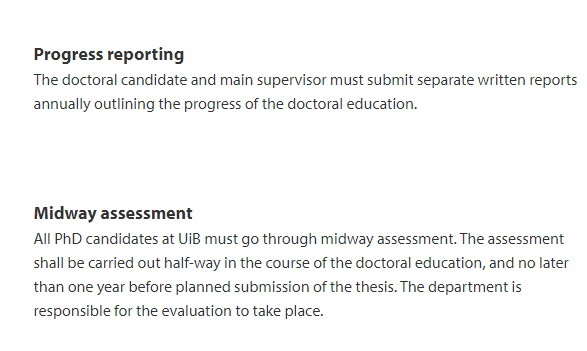 Progress reporting
The doctoral candidate and main supervisor must submit separate written reports
annually outlining the progress of the doctoral education.
Midway assessment
All PhD candidates at UiB must go through midway assessment. The assessment
shall be carried out half-way in the course of the doctoral education, and no later
than one year before planned submission of the thesis. The department is
responsible for the evaluation to take place.